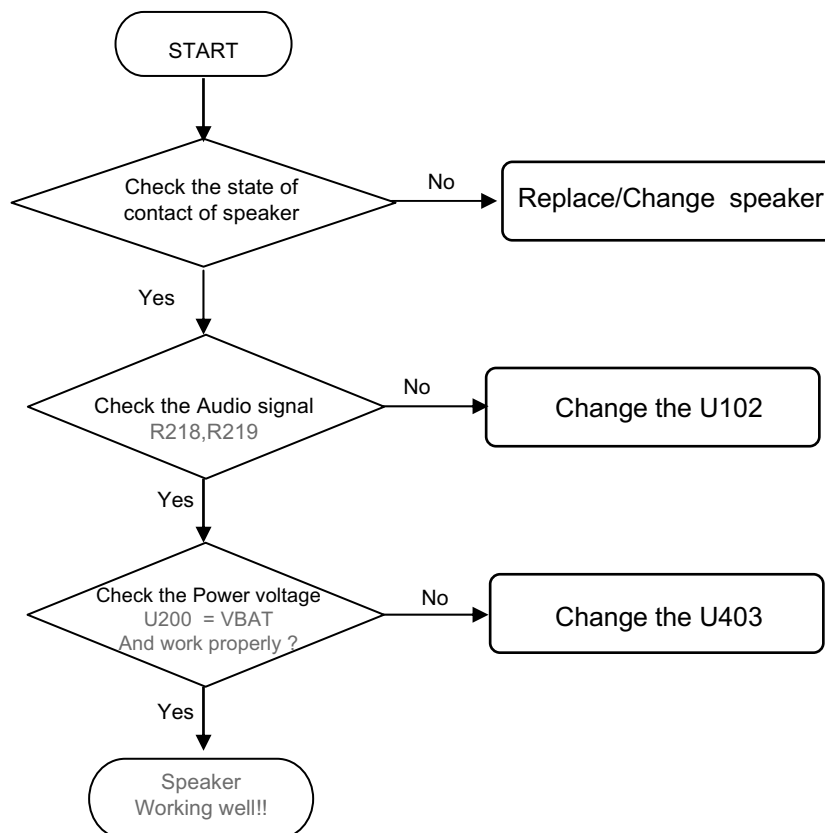 START
Check the state of
contact of speaker
No
Replace/Change speaker
Yes
Check the Audio signal
R218,R219
No
Change the U102
Yes
Check the Power voltage
U200 = VBAT
And work properly ?
No
Change the U403
Yes
Speaker
Working well!!